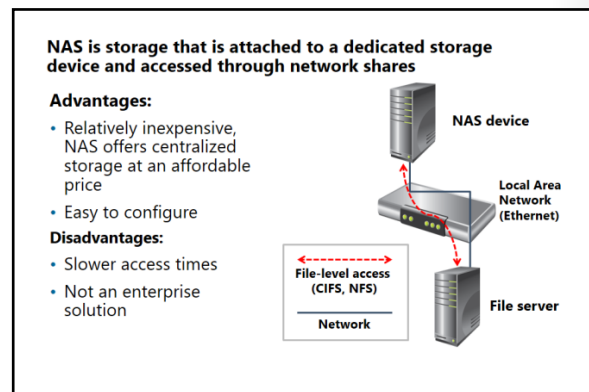 NAS is storage that is attached to a dedicated storage
device and accessed through network shares
Advantages:
• Relatively inexpensive,
NAS offers centralized
storage at an affordable
price
• Easy to configure
Disadvantages:
• Slower access times
• Not an enterprise
solution
NAS device
Local Area
Network
(Ethernet)
File-level access
(CIFS, NFS)
Network
File server